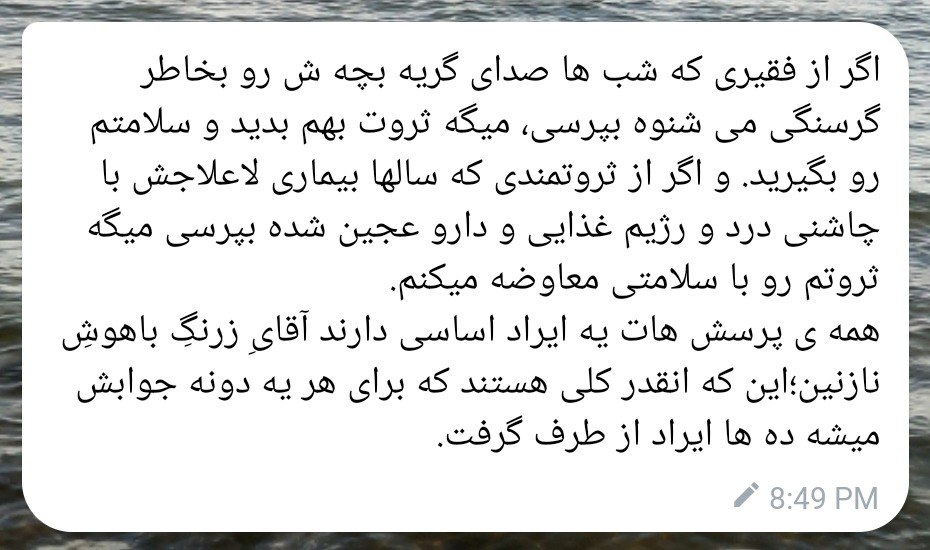 اگر از فقیری که شب ها صدای گریه بچه ش رو بخاطر
گرسنگی می شنوه بپرسی، میگه ثروت بهم بدید و سلامتم
رو بگیرید. و اگر از ثروتمندی که سالها بیماری لاعلاجش با
چاشنی درد و رژیم غذایی و دارو عجین شده بپرسی میگه
ثروتم رو با سلامتی معاوضه میکنم.
همه ی پرسش هات یه ایراد اساسی دارند آقایِ زرنگِ باهوشِ
نازنین؛این که انقدر کلی هستند که برای هر یه دونه جوابش
میشه ده ها ایراد از طرف گرفت.
8:49 PM